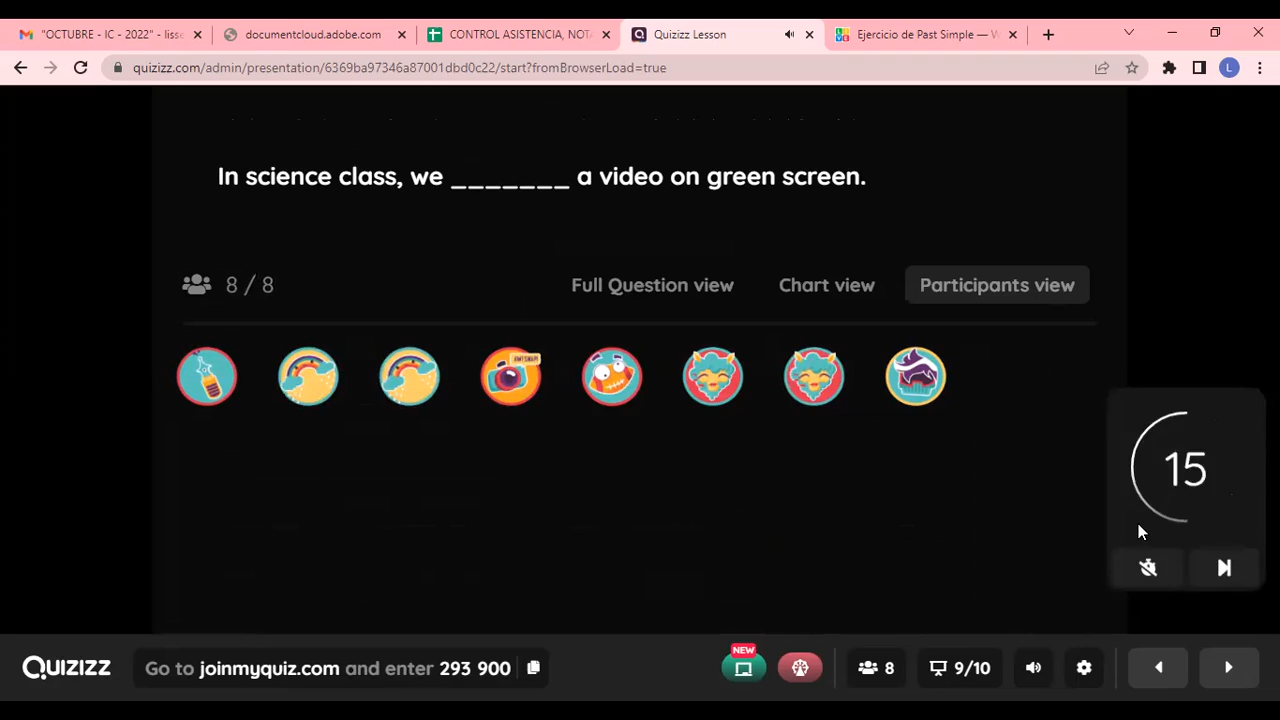 "OCTUBRE - IC - 2022" - lisse
documentcloud.adobe.com
CONTROL ASISTENCIA, NOT
Quizizz Lesson
Ejercicio de Past Simple — W
quizizz.com/admin/presentation/6369ba97346a87001dbd0c22/start?fromBrowserLoad=true
L
In science class, we _______ a video on green screen.
8 / 8
Full Question view
Chart view
Participants view
15
QUIZIZZ
Go to joinmyquiz.com and enter 293 900
NEW
8
9/10